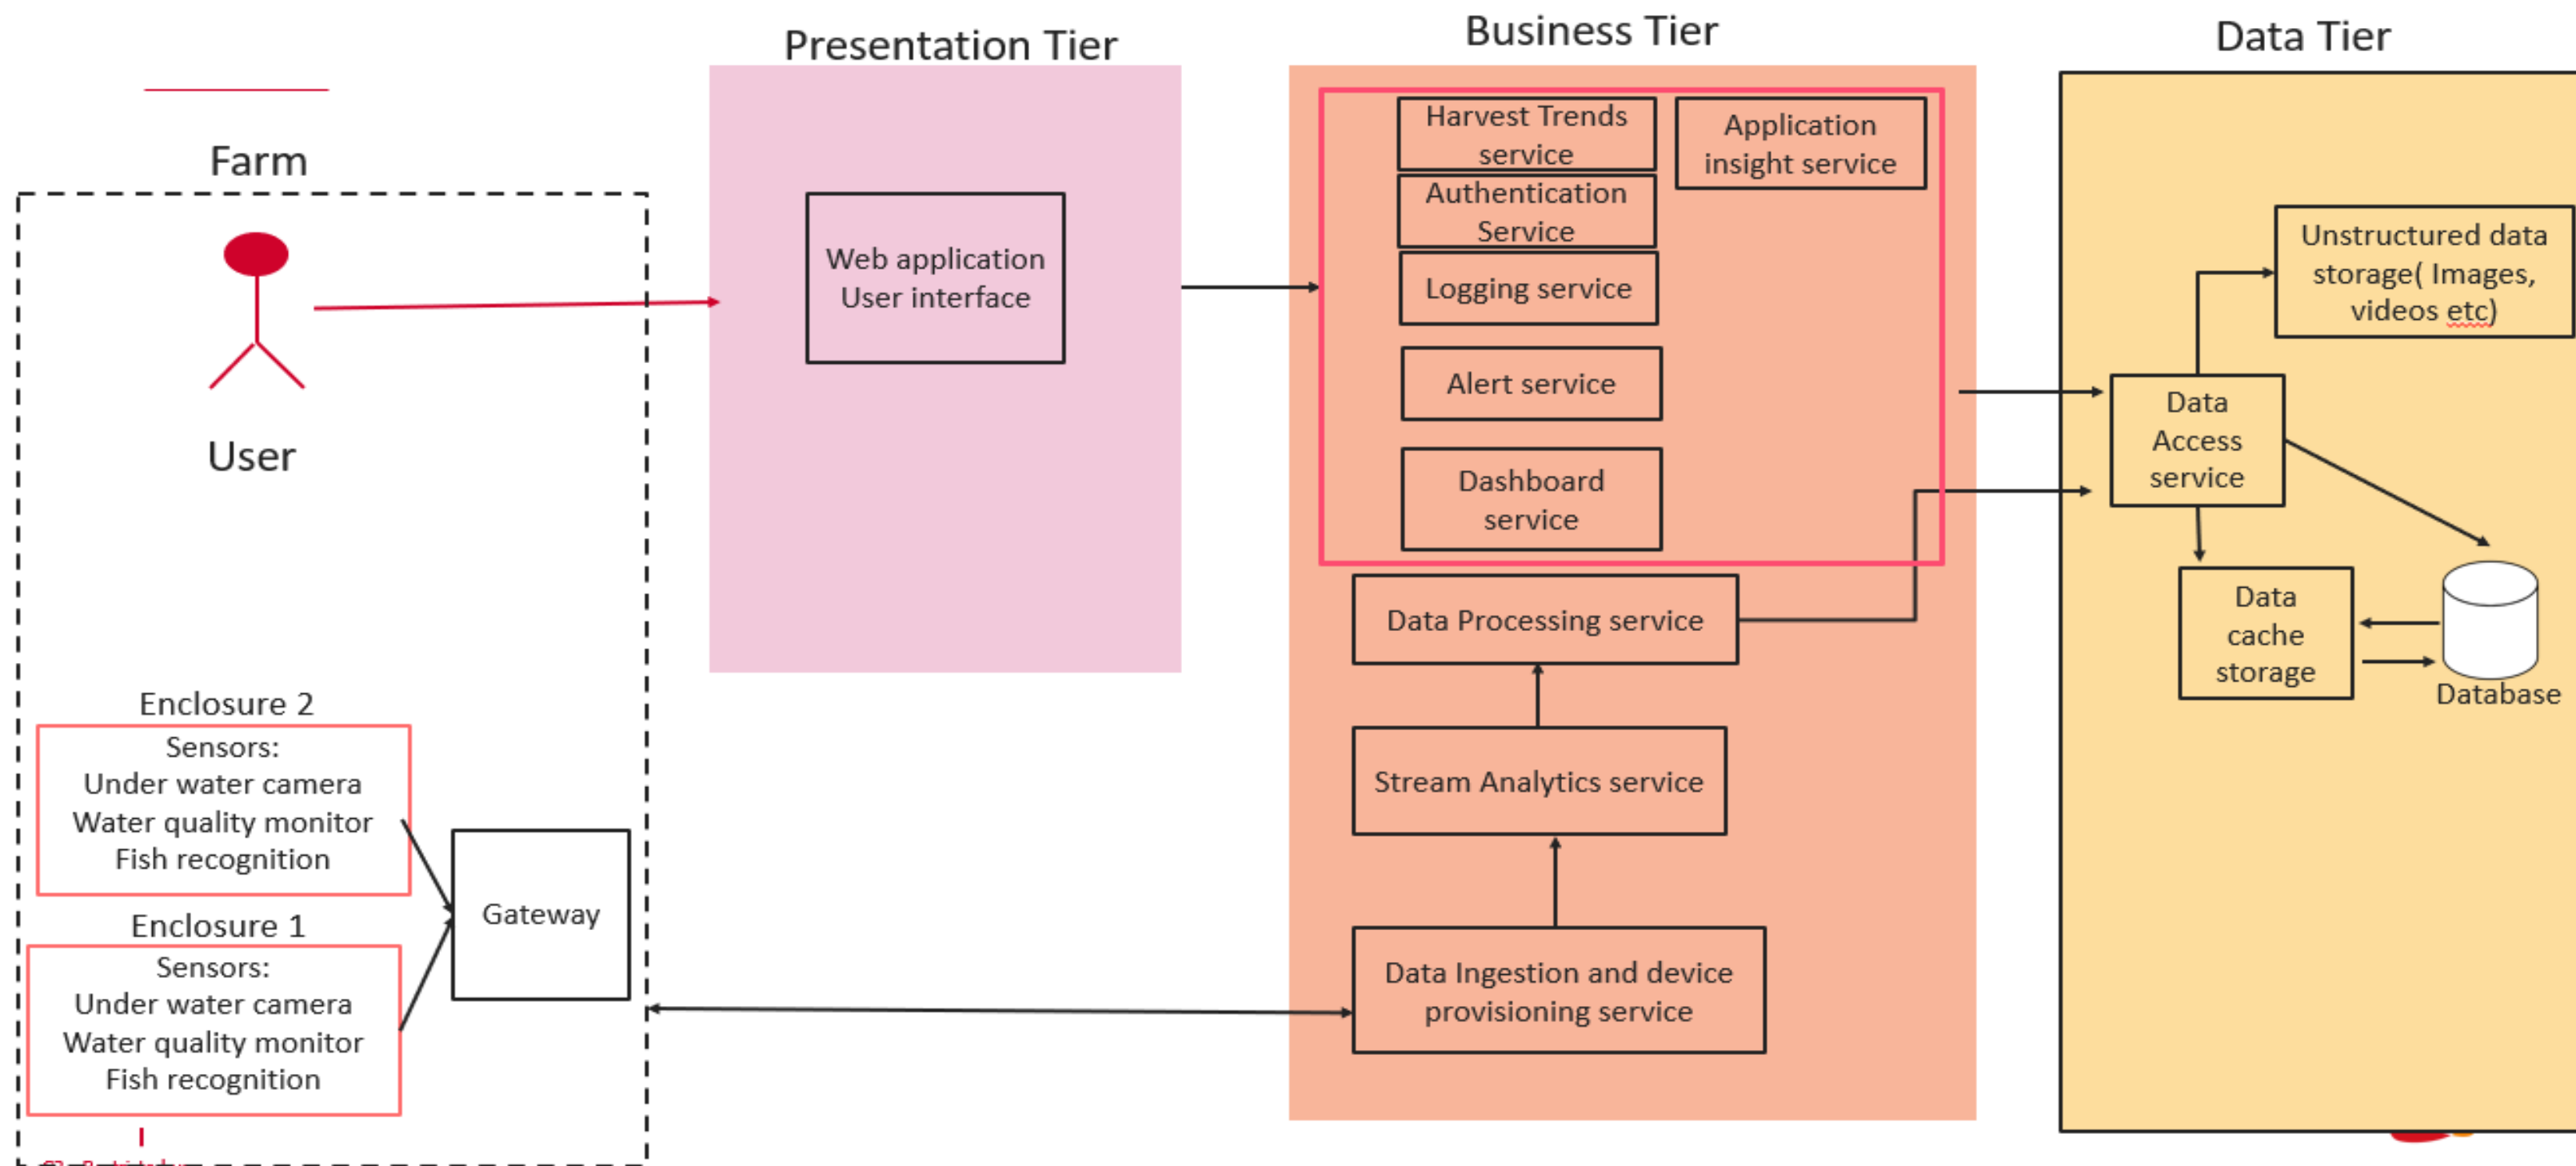 Presentation Tier
Business Tier
Data Tier
Farm
User
Enclosure 2
Sensors:
Under water camera
Water quality monitor
Fish recognition
Enclosure 1
Sensors:
Under water camera
Water quality monitor
Fish recognition
Gateway
Web application
User interface
Harvest Trends
service
Application
insight service
Authentication
Service
Logging service
Alert service
Dashboard
service
Data Processing service
Stream Analytics service
Data Ingestion and device
provisioning service
Unstructured data
storage( Images,
videos etc)
Data
Access
service
Data
cache
storage
Database